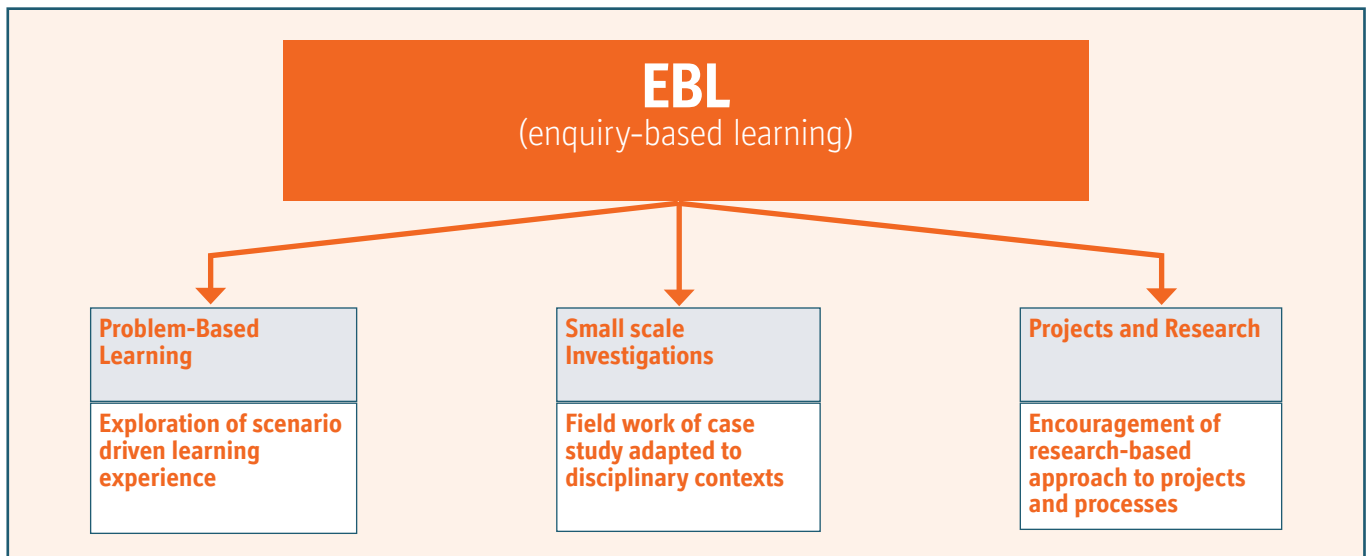 EBL
(enquiry-based learning)
Problem-Based
Learning
Exploration of scenario
driven learning
experience
Small scale
Investigations
Field work of case
study adapted to
disciplinary contexts
Projects and Research
Encouragement of
research-based
approach to projects
and processes